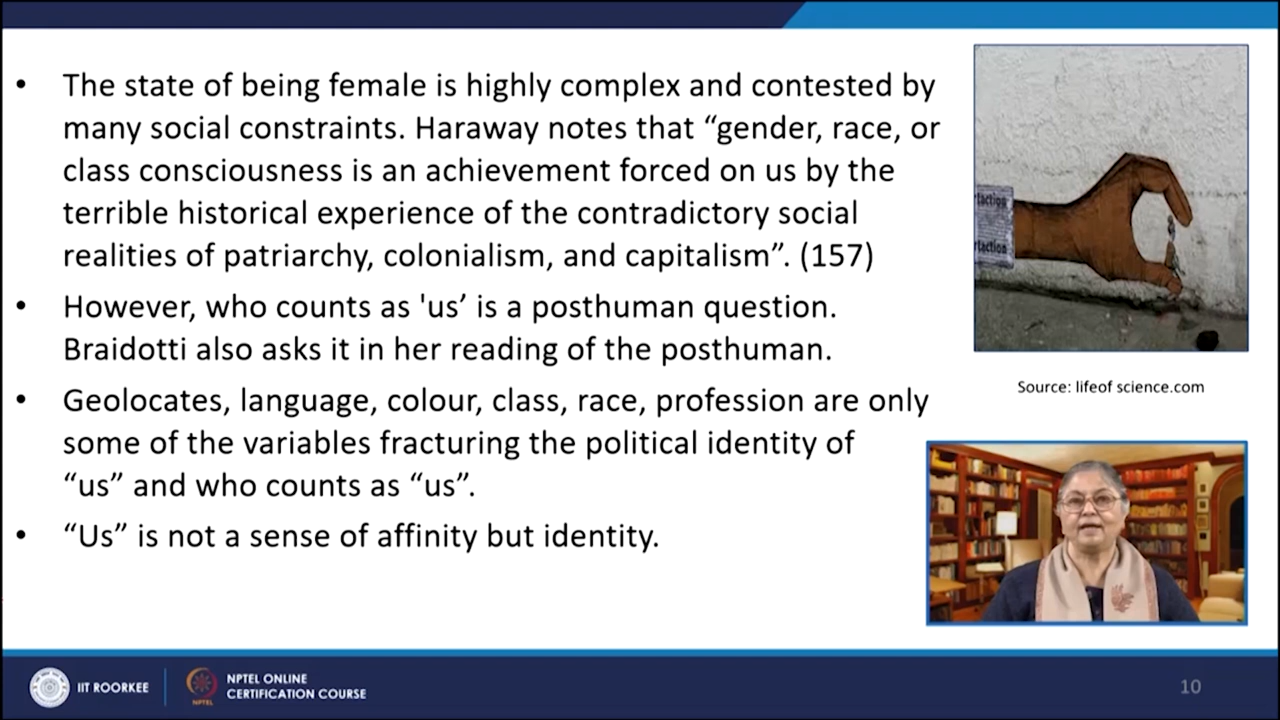 • The state of being female is highly complex and contested by
many social constraints. Haraway notes that “gender, race, or
class consciousness is an achievement forced on us by the
terrible historical experience of the contradictory social
realities of patriarchy, colonialism, and capitalism”. (157)
• However, who counts as 'us’ is a posthuman question.
Braidotti also asks it in her reading of the posthuman.
• Geolocates, language, colour, class, race, profession are only
some of the variables fracturing the political identity of
“us” and who counts as “us”.
• “Us” is not a sense of affinity but identity.
Source: lifeof science.com
IIT ROORKEE
NPTEL
NPTEL ONLINE
CERTIFICATION COURSE
10